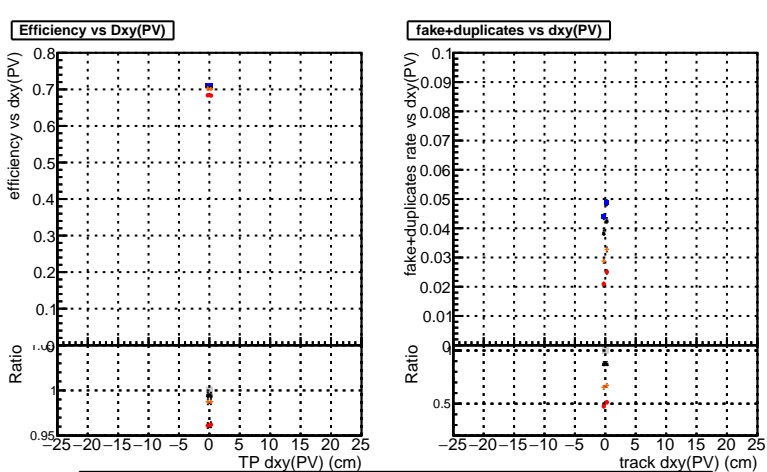 Efficiency vs Dxy(PV)
efficiency vs dxy(PV)
0.8
0.7
0.6
0.5
0.4
0.3
0.2
0.1
0
Ratio
1
0.95
−25 −20 −15 −10 −5 0 5 10 15 20 25
TP dxy(PV) (cm)
fake+duplicates vs dxy(PV)
fake+duplicates rate vs dxy(PV)
0.1
0.09
0.08
0.07
0.06
0.05
0.04
0.03
0.02
0.01
Ratio
1
0.5
−25 −20 −15 −10 −5 0 5 10 15 20 25
track dxy(PV) (cm)